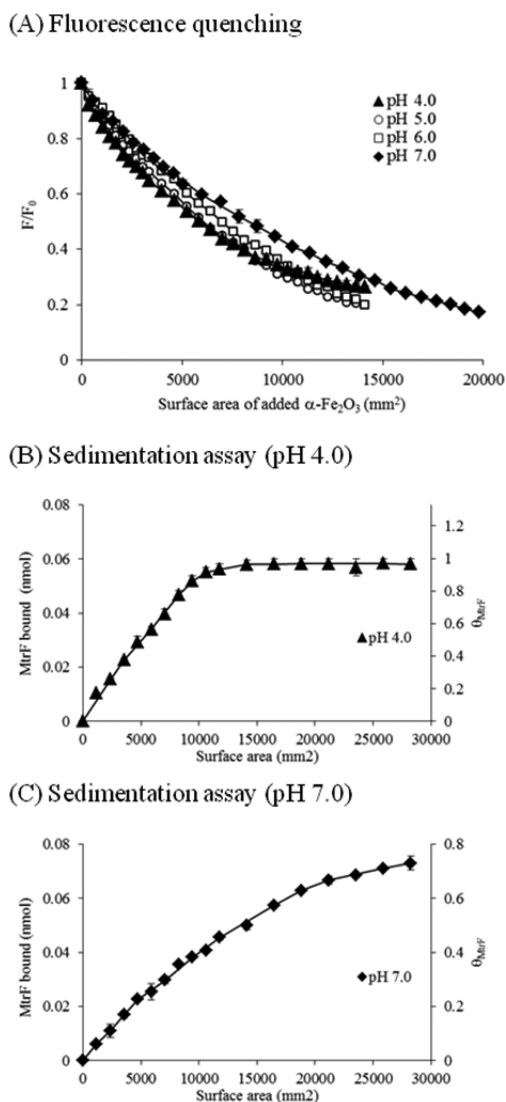 (A) Fluorescence quenching
1
0.8
0.6
0.4
0.2
0
F/F₀
pH 4.0
pH 5.0
pH 6.0
pH 7.0
0 5000 10000 15000 20000
Surface area of added α-Fe₂O₃ (mm²)
(B) Sedimentation assay (pH 4.0)
0.08
0.06
0.04
0.02
0
MtrF bound (nmol)
1.2
1
0.8
0.6
0.4
0.2
0
θMtrF
pH 4.0
0 5000 10000 15000 20000 25000 30000
Surface area (mm2)
(C) Sedimentation assay (pH 7.0)
0.08
0.06
0.04
0.02
0
MtrF bound (nmol)
0.8
0.6
0.4
0.2
0
θMtrF
pH 7.0
0 5000 10000 15000 20000 25000 30000
Surface area (mm2)